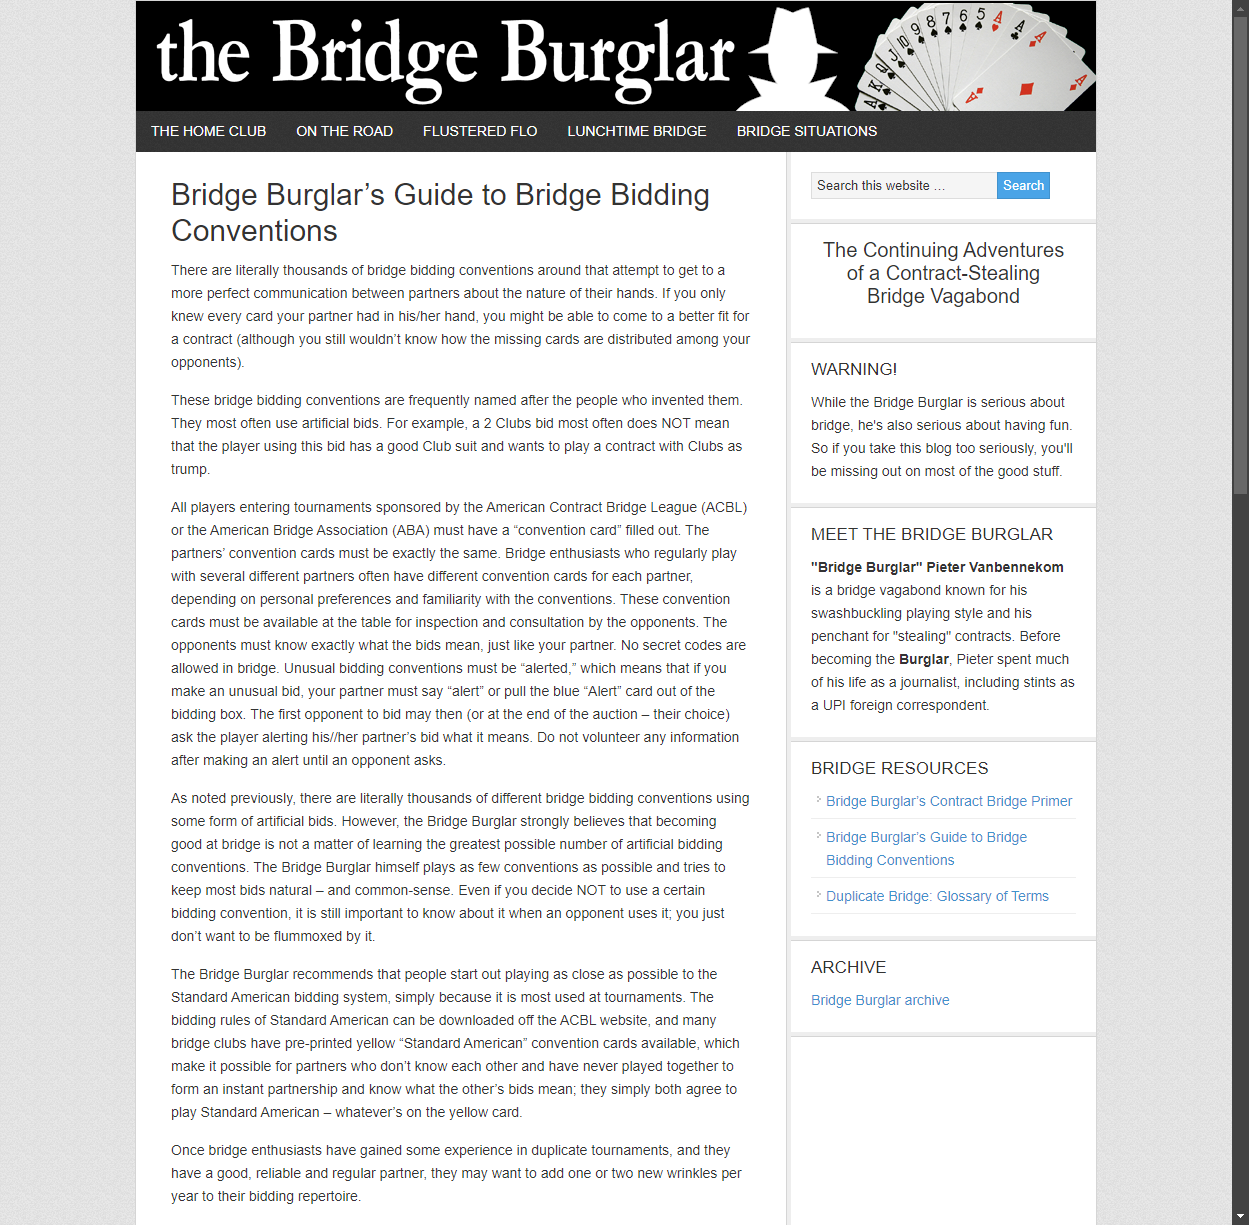 the Bridge Burglar
THE HOME CLUB
ON THE ROAD
FLUSTERED FLO
LUNCHTIME BRIDGE
BRIDGE SITUATIONS
Bridge Burglar’s Guide to Bridge Bidding
Conventions
There are literally thousands of bridge bidding conventions around that attempt to get to a
more perfect communication between partners about the nature of their hands. If you only
knew every card your partner had in his/her hand, you might be able to come to a better fit for
a contract (although you still wouldn’t know how the missing cards are distributed among your
opponents).
These bridge bidding conventions are frequently named after the people who invented them.
They most often use artificial bids. For example, a 2 Clubs bid most often does NOT mean
that the player using this bid has a good Club suit and wants to play a contract with Clubs as
trump.
All players entering tournaments sponsored by the American Contract Bridge League (ACBL)
or the American Bridge Association (ABA) must have a “convention card” filled out. The
partners’ convention cards must be exactly the same. Bridge enthusiasts who regularly play
with several different partners often have different convention cards for each partner,
depending on personal preferences and familiarity with the conventions. These convention
cards must be available at the table for inspection and consultation by the opponents. The
opponents must know exactly what the bids mean, just like your partner. No secret codes are
allowed in bridge. Unusual bidding conventions must be “alerted,” which means that if you
make an unusual bid, your partner must say “alert” or pull the blue “Alert” card out of the
bidding box. The first opponent to bid may then (or at the end of the auction – their choice)
ask the player alerting his//her partner’s bid what it means. Do not volunteer any information
after making an alert until an opponent asks.
As noted previously, there are literally thousands of different bridge bidding conventions using
some form of artificial bids. However, the Bridge Burglar strongly believes that becoming
good at bridge is not a matter of learning the greatest possible number of artificial bidding
conventions. The Bridge Burglar himself plays as few conventions as possible and tries to
keep most bids natural – and common-sense. Even if you decide NOT to use a certain
bidding convention, it is still important to know about it when an opponent uses it; you just
don’t want to be flummoxed by it.
The Bridge Burglar recommends that people start out playing as close as possible to the
Standard American bidding system, simply because it is most used at tournaments. The
bidding rules of Standard American can be downloaded off the ACBL website, and many
bridge clubs have pre-printed yellow “Standard American” convention cards available, which
make it possible for partners who don’t know each other and have never played together to
form an instant partnership and know what the other’s bids mean; they simply both agree to
play Standard American – whatever’s on the yellow card.
Once bridge enthusiasts have gained some experience in duplicate tournaments, and they
have a good, reliable and regular partner, they may want to add one or two new wrinkles per
year to their bidding repertoire.
Search this website …
Search
The Continuing Adventures
of a Contract-Stealing
Bridge Vagabond
WARNING!
While the Bridge Burglar is serious about
bridge, he's also serious about having fun.
So if you take this blog too seriously, you'll
be missing out on most of the good stuff.
MEET THE BRIDGE BURGLAR
"Bridge Burglar" Pieter Vanbennekom
is a bridge vagabond known for his
swashbuckling playing style and his
penchant for "stealing" contracts. Before
becoming the Burglar, Pieter spent much
of his life as a journalist, including stints as
a UPI foreign correspondent.
BRIDGE RESOURCES
Bridge Burglar’s Contract Bridge Primer
Bridge Burglar’s Guide to Bridge
Bidding Conventions
Duplicate Bridge: Glossary of Terms
ARCHIVE
Bridge Burglar archive
A K Q J 10 9 8 7 6 5 A A A A A